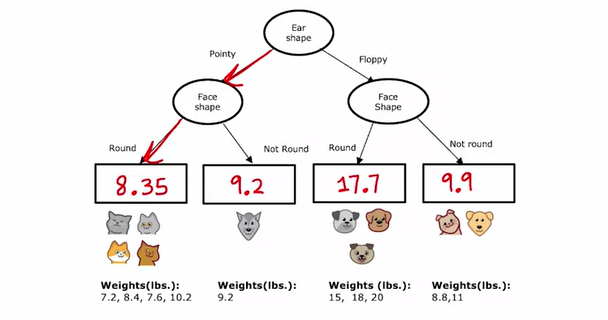 Ear
shape
Pointy
Floppy
Face
shape
Face
Shape
Round
Not Round
Round
Not round
8.35
9.2
17.7
9.9
Weights(lbs.):
7.2, 8.4, 7.6, 10.2
Weights(lbs.):
9.2
Weights(lbs.):
15, 18, 20
Weights(lbs.):
8.8,11